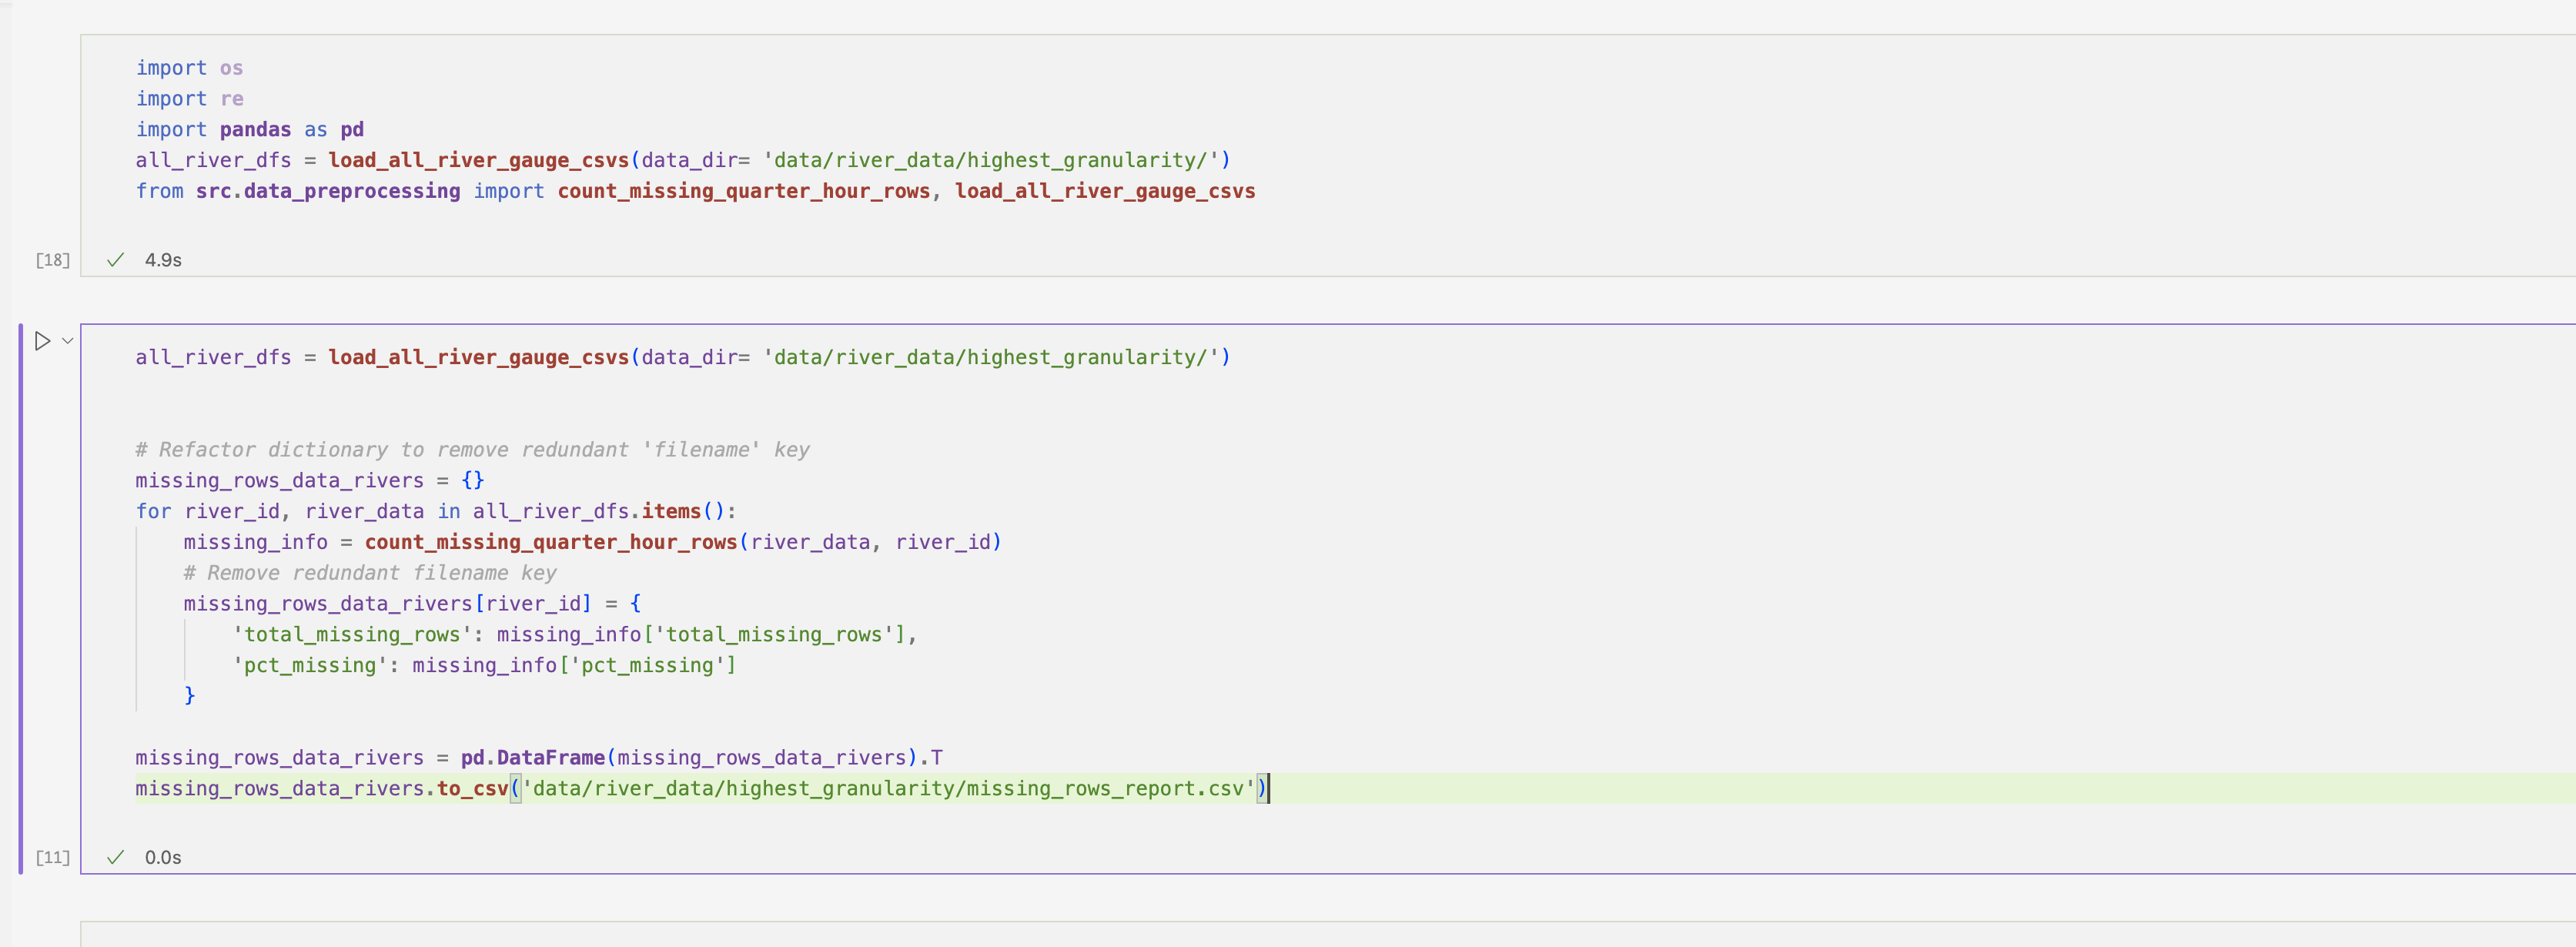 import os
import re
import pandas as pd
all_river_dfs = load_all_river_gauge_csvs(data_dir= 'data/river_data/highest_granularity/')
from src.data_preprocessing import count_missing_quarter_hour_rows, load_all_river_gauge_csvs
[18] ✓ 4.9s
all_river_dfs = load_all_river_gauge_csvs(data_dir= 'data/river_data/highest_granularity/')
# Refactor dictionary to remove redundant 'filename' key
missing_rows_data_rivers = {}
for river_id, river_data in all_river_dfs.items():
    missing_info = count_missing_quarter_hour_rows(river_data, river_id)
    # Remove redundant filename key
    missing_rows_data_rivers[river_id] = {
        'total_missing_rows': missing_info['total_missing_rows'],
        'pct_missing': missing_info['pct_missing']
    }
missing_rows_data_rivers = pd.DataFrame(missing_rows_data_rivers).T
missing_rows_data_rivers.to_csv('data/river_data/highest_granularity/missing_rows_report.csv')
[11] ✓ 0.0s